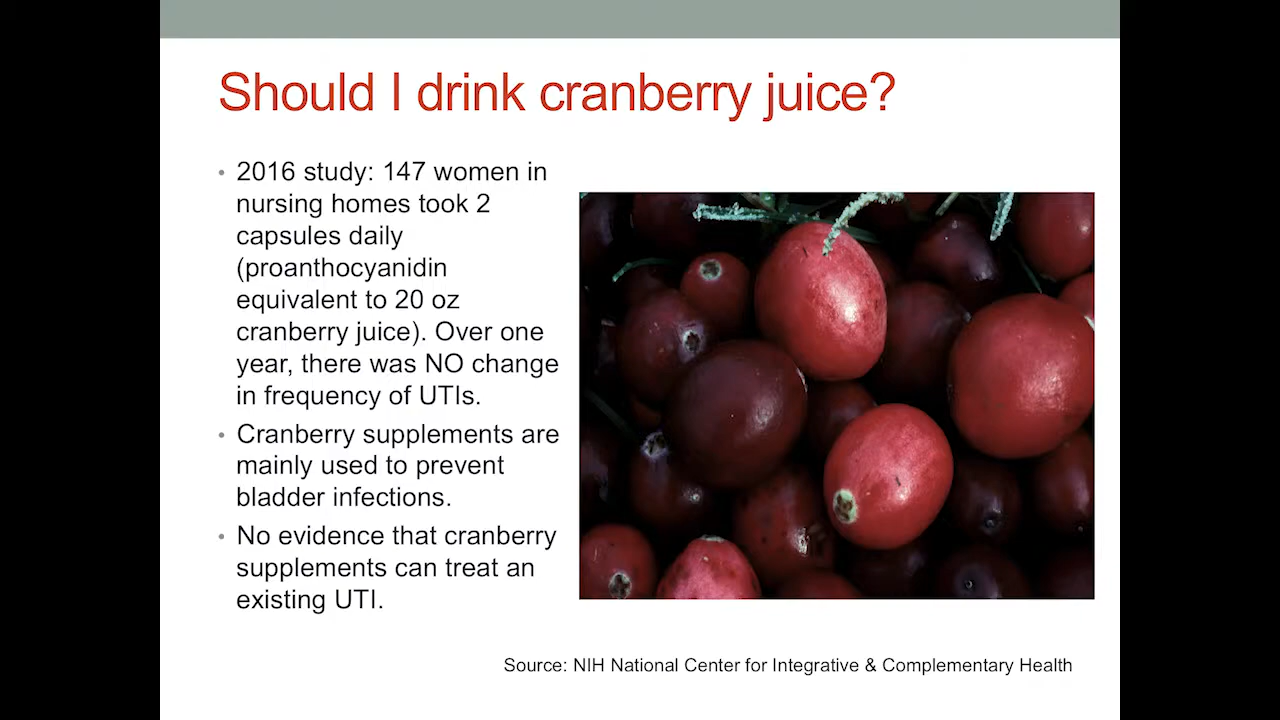 Should I drink cranberry juice?
• 2016 study: 147 women in
nursing homes took 2
capsules daily
(proanthocyanidin
equivalent to 20 oz
cranberry juice). Over one
year, there was NO change
in frequency of UTIs.
• Cranberry supplements are
mainly used to prevent
bladder infections.
• No evidence that cranberry
supplements can treat an
existing UTI.
Source: NIH National Center for Integrative & Complementary Health